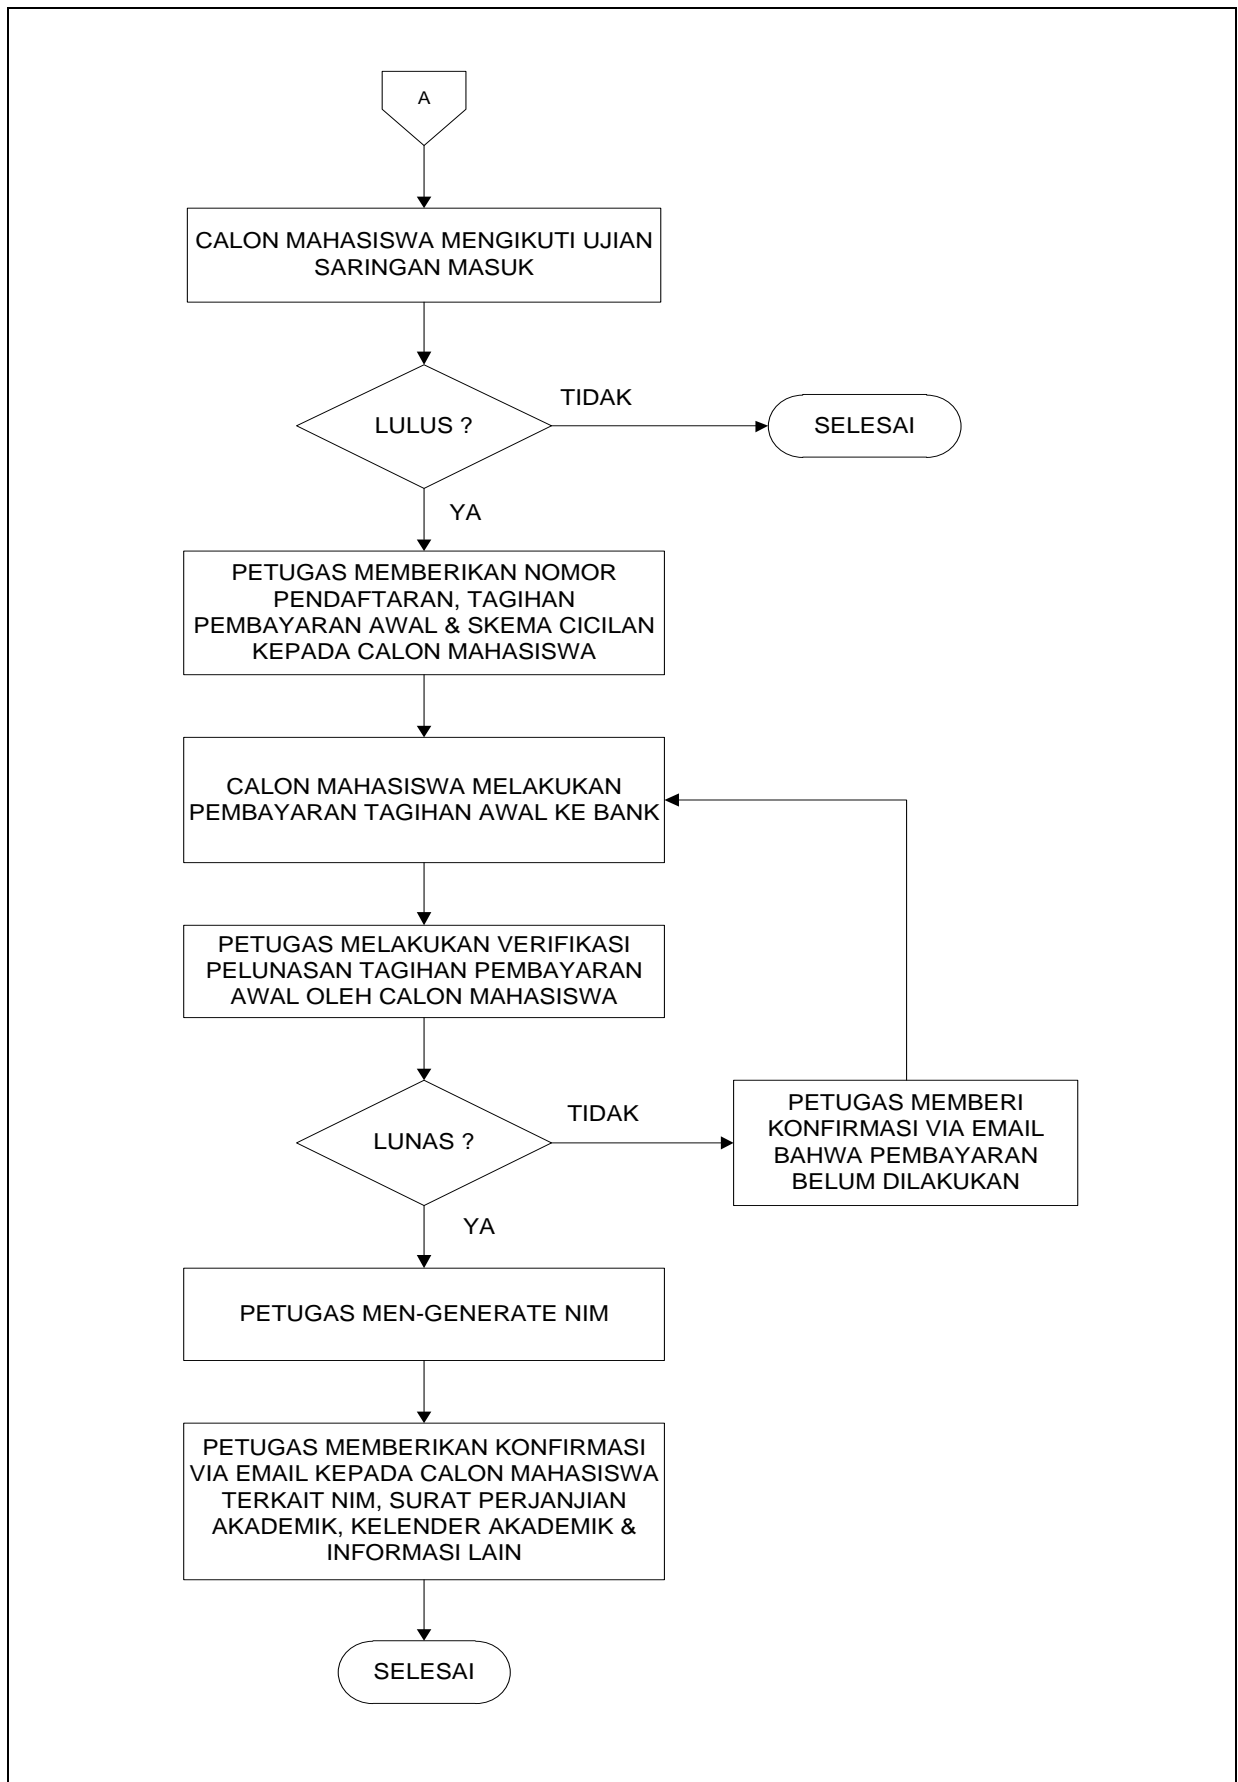 A
CALON MAHASISWA MENGIKUTI UJIAN
SARINGAN MASUK
LULUS ?
TIDAK
SELESAI
YA
PETUGAS MEMBERIKAN NOMOR
PENDAFTARAN, TAGIHAN
PEMBAYARAN AWAL & SKEMA CICILAN
KEPADA CALON MAHASISWA
CALON MAHASISWA MELAKUKAN
PEMBAYARAN TAGIHAN AWAL KE BANK
PETUGAS MELAKUKAN VERIFIKASI
PELUNASAN TAGIHAN PEMBAYARAN
AWAL OLEH CALON MAHASISWA
LUNAS ?
TIDAK
PETUGAS MEMBERI
KONFIRMASI VIA EMAIL
BAHWA PEMBAYARAN
BELUM DILAKUKAN
YA
PETUGAS MEN-GENERATE NIM
PETUGAS MEMBERIKAN KONFIRMASI
VIA EMAIL KEPADA CALON MAHASISWA
TERKAIT NIM, SURAT PERJANJIAN
AKADEMIK, KELENDER AKADEMIK &
INFORMASI LAIN
SELESAI